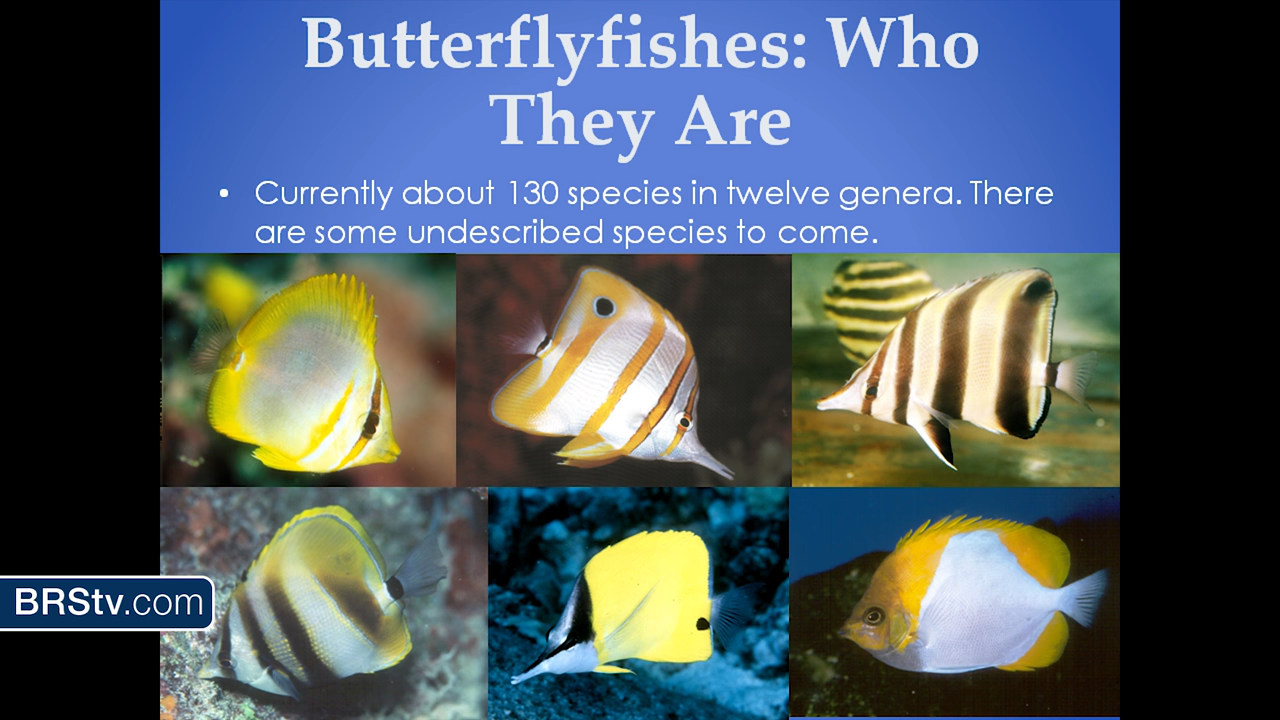 Butterflyfishes: Who
They Are
• Currently about 130 species in twelve genera. There
are some undescribed species to come.
BRStv.com